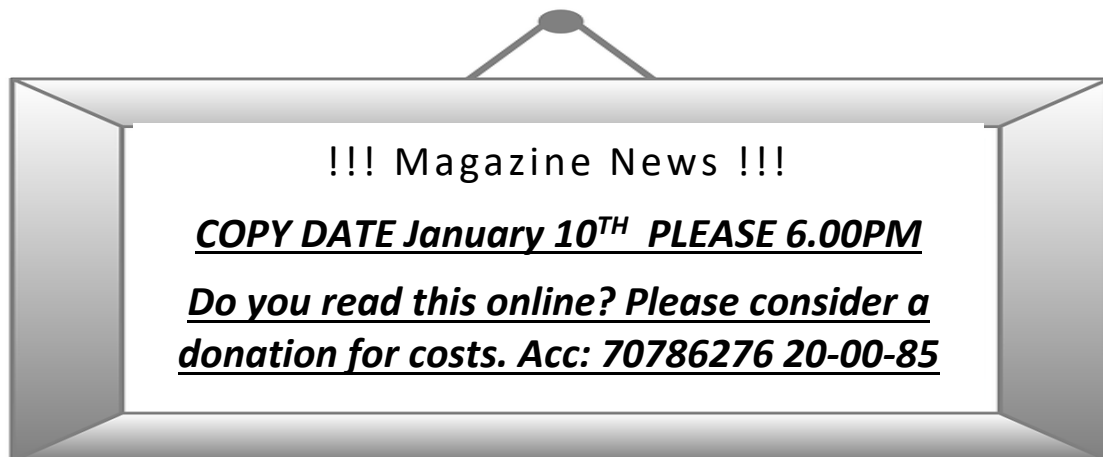 !!! Magazine News !!!
COPY DATE January 10TH PLEASE 6.00PM
Do you read this online? Please consider a
donation for costs. Acc: 70786276 20-00-85